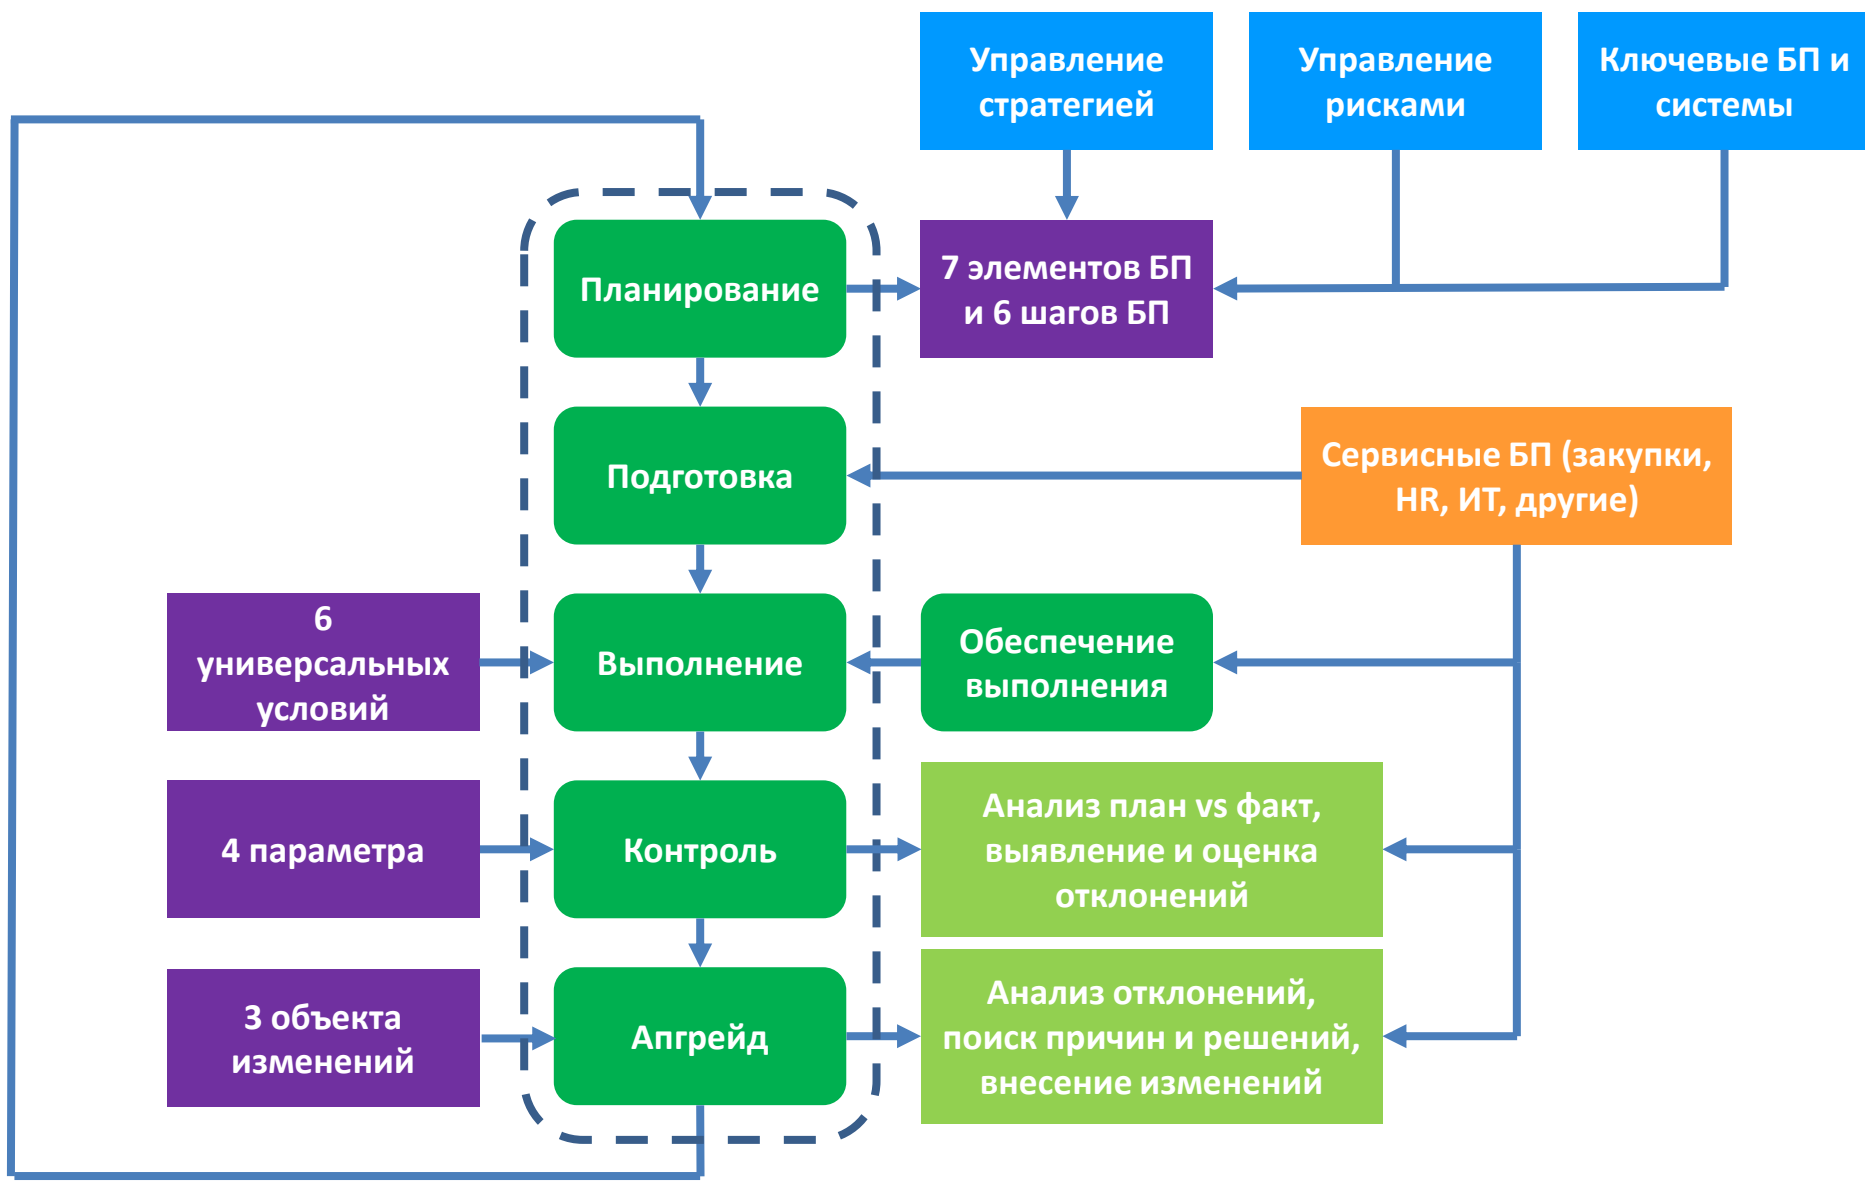 Управление
стратегией
Управление
рисками
Ключевые БП и
системы
Планирование
7 элементов БП
и 6 шагов БП
Подготовка
Сервисные БП (закупки,
HR, ИТ, другие)
6
универсальных
условий
Выполнение
Обеспечение
выполнения
4 параметра
Контроль
Анализ план vs факт,
выявление и оценка
отклонений
3 объекта
изменений
Апгрейд
Анализ отклонений,
поиск причин и решений,
внесение изменений